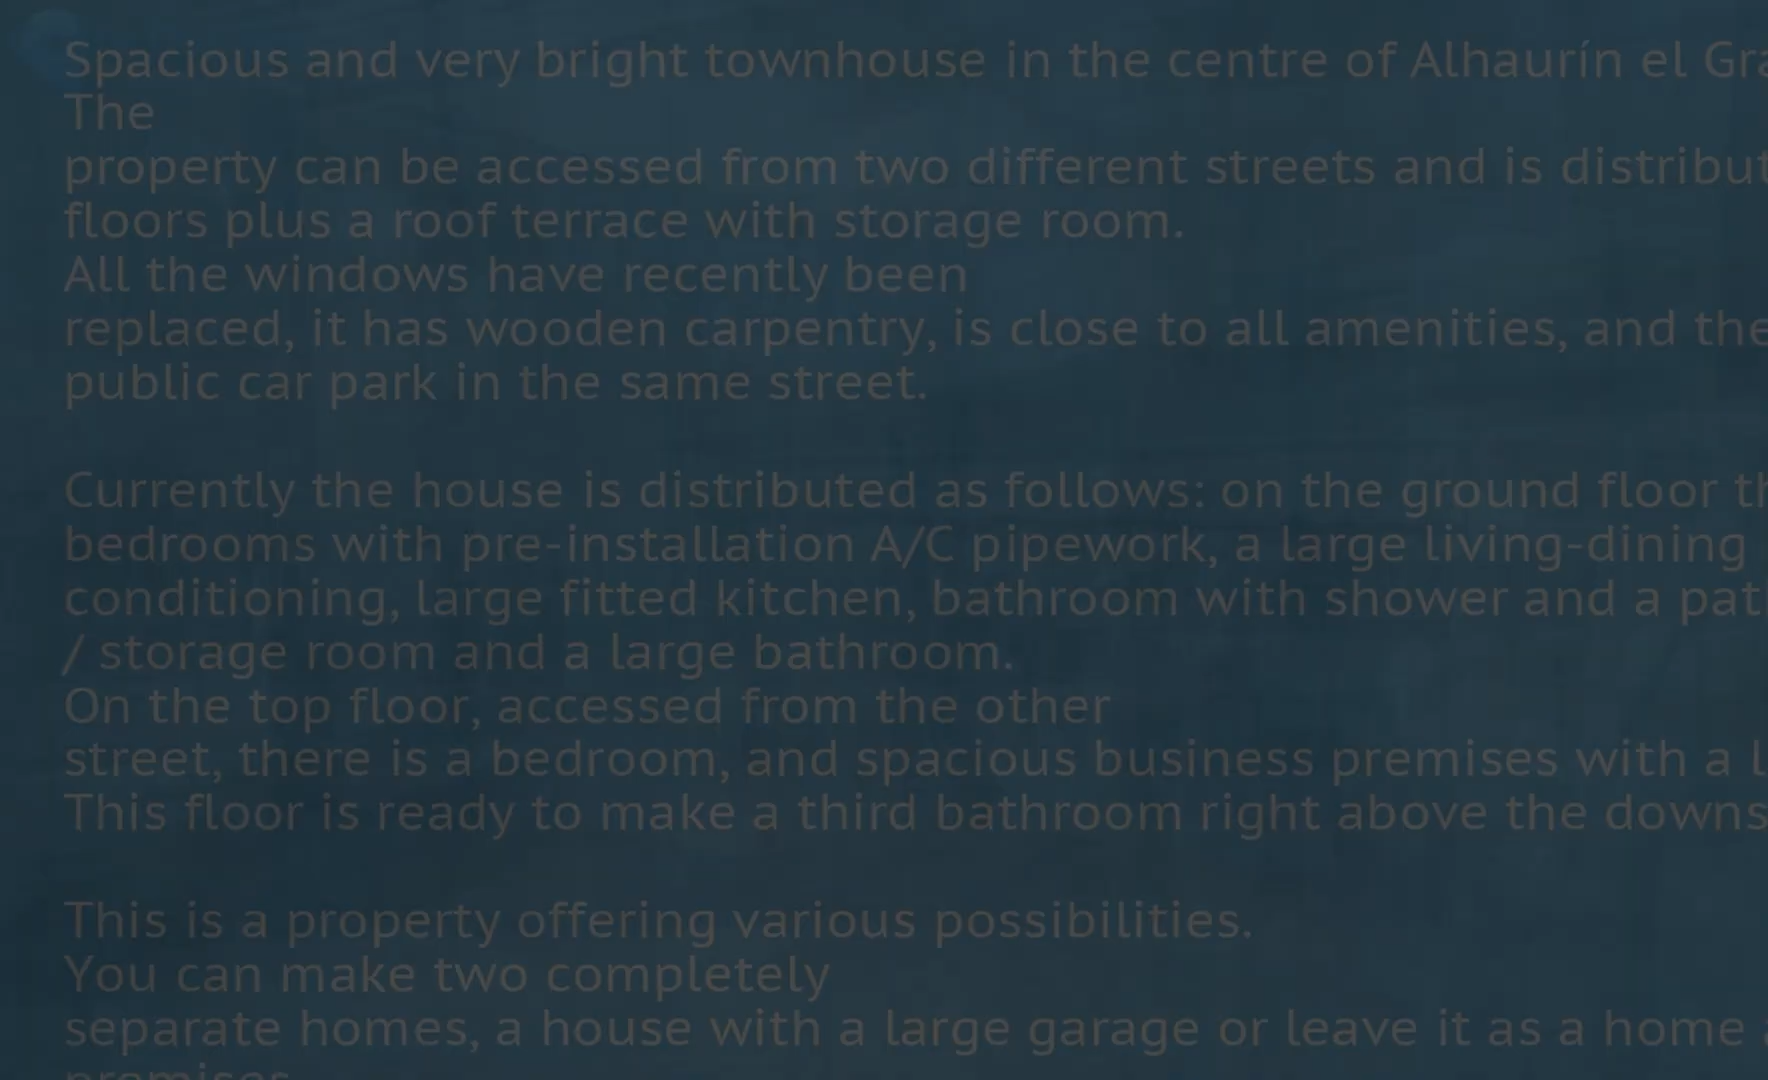 Spacious and very bright townhouse in the centre of Alhaurín el
The
property can be accessed from two different streets and is
floors plus a roof terrace with storage room.
All the windows have recently been
replaced, it has wooden carpentry, is close to all amenities, and
public car park in the same street.
Currently the house is distributed as follows: on the ground floor
bedrooms with pre-installation A/C pipework, a large living-dining
conditioning, large fitted kitchen, bathroom with shower and a
/ storage room and a large bathroom.
On the top floor, accessed from the other
street, there is a bedroom, and spacious business premises with a
This floor is ready to make a third bathroom right above the
This is a property offering various possibilities.
You can make two completely
separate homes, a house with a large garage or leave it as a home
premises